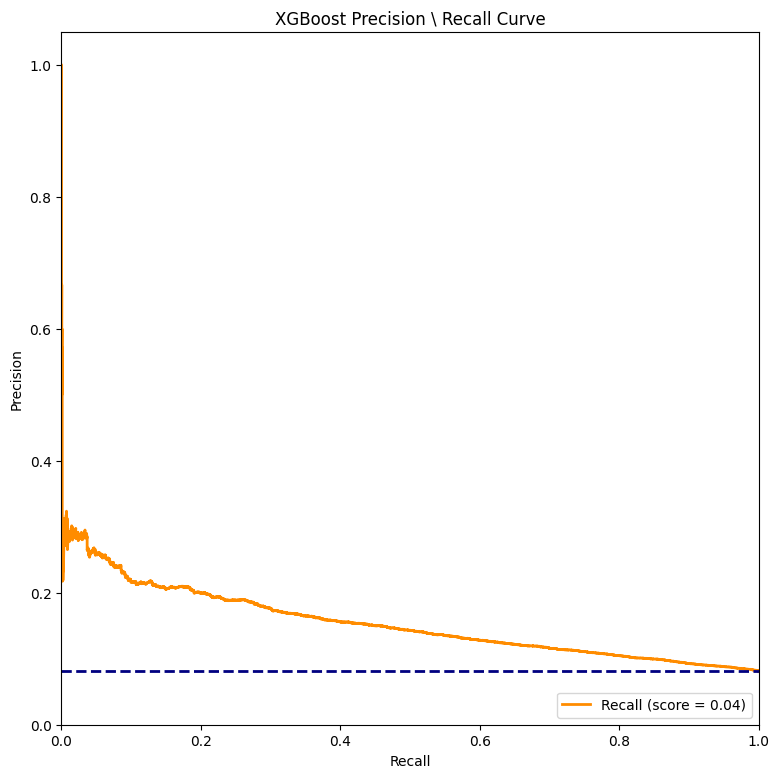 XGBoost Precision \ Recall Curve
Precision
1.0
0.8
0.6
0.4
0.2
0.0
0.0 0.2 0.4 0.6 0.8 1.0
Recall
Recall (score = 0.04)